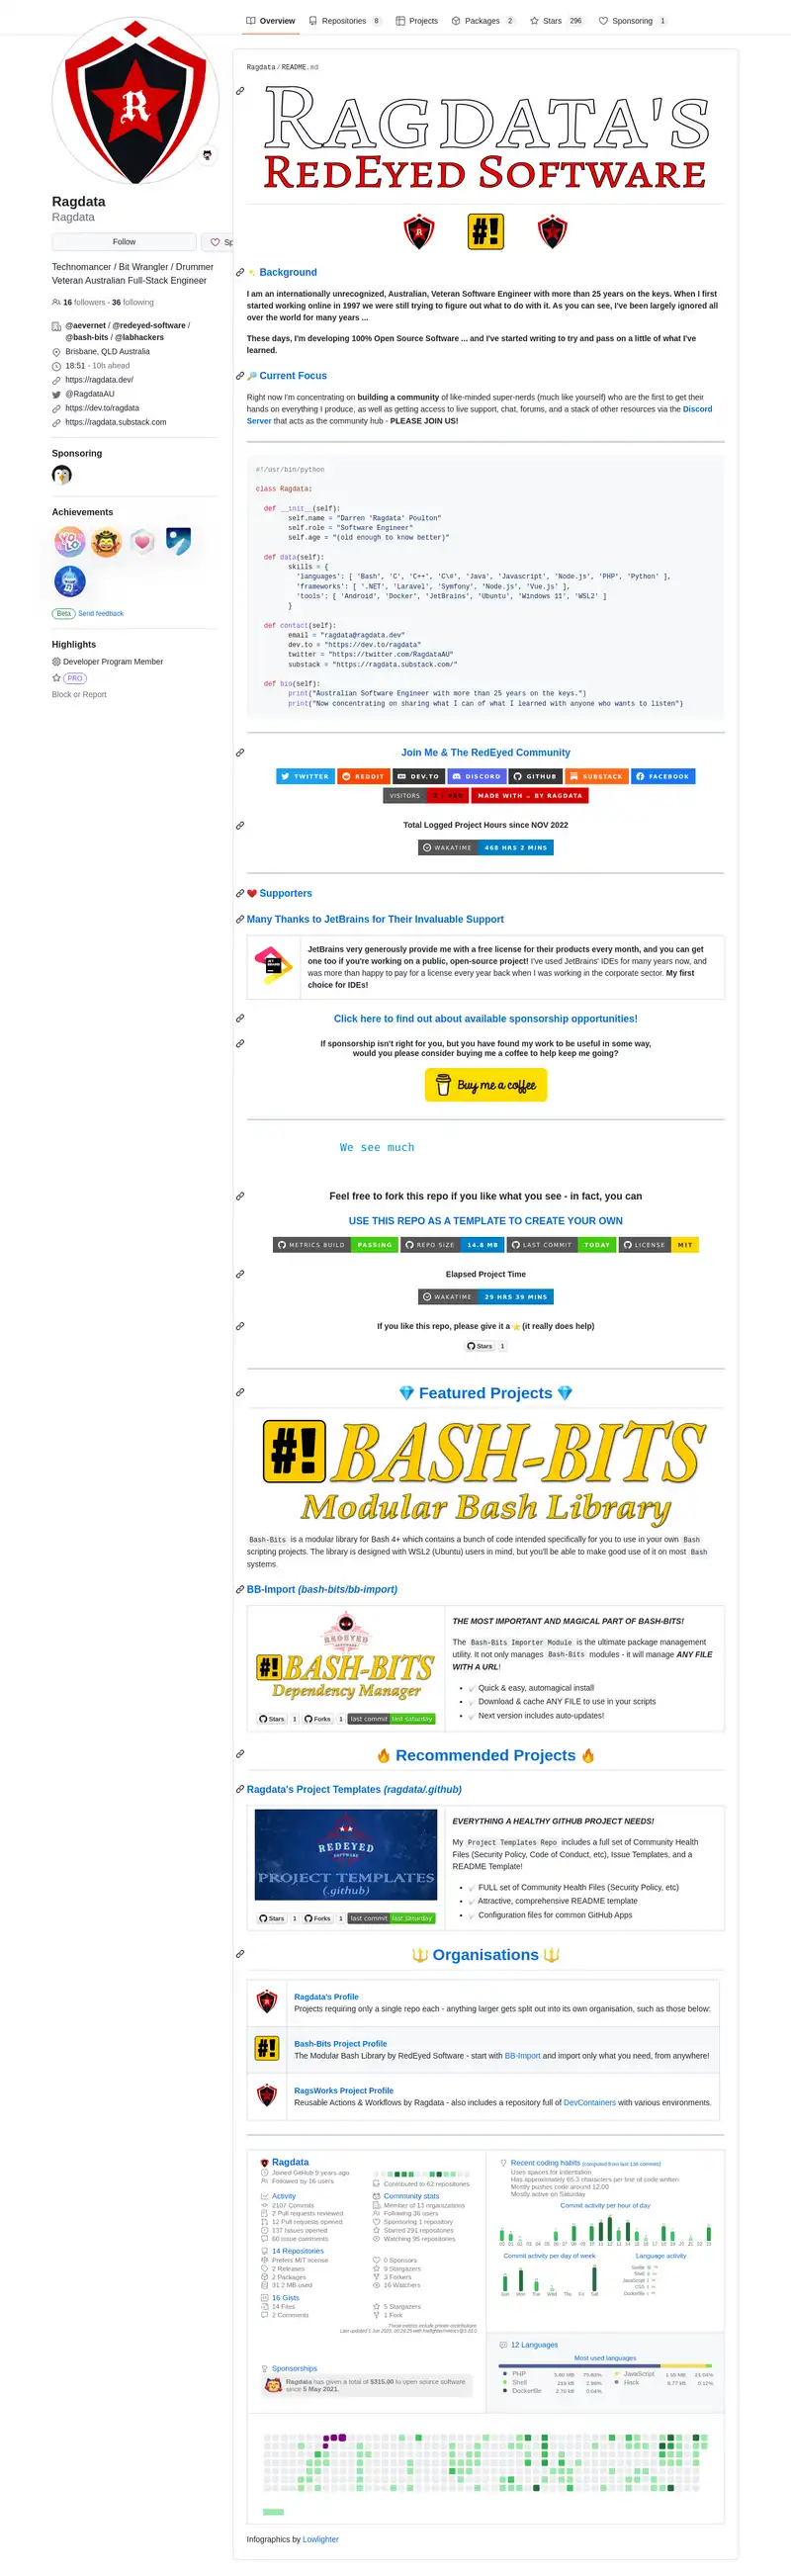 Overview Repositories 8 Projects Packages 2 Stars 296 Sponsoring 1
Ragdata
Ragdata
Follow
Technomancer / Bit Wrangler / Drummer
Veteran Australian Full-Stack Engineer
16 followers · 36 following
@aevernet / @redeyed-software /
@bash-bits / @labhackers
Brisbane, QLD Australia
18:51 - 10h ahead
https://ragdata.dev/
@RagdataAU
https://dev.to/ragdata
https://ragdata.substack.com
Sponsoring
Achievements
Beta Send feedback
Highlights
Developer Program Member
PRO
Block or Report
Ragdata/README.md
RAGDATA'S
REDEYED SOFTWARE
#!
Background
I am an internationally unrecognized, Australian, Veteran Software Engineer with more than 25 years on the keys. When I first
started working online in 1997 we were still trying to figure out what to do with it. As you can see, I've been largely ignored all
over the world for many years ...
These days, I'm developing 100% Open Source Software ... and I've started writing to try and pass on a little of what I've
learned.
Current Focus
Right now I'm concentrating on building a community of like-minded super-nerds (much like yourself) who are the first to get their
hands on everything I produce, as well as getting access to live support, chat, forums, and stack of other resources via the Discord
Server that acts as the community hub - PLEASE JOIN US!
#!/usr/bin/python
class Ragdata:
def __init__(self):
self.name = "Darren 'Ragdata' Poulton"
self.role = "Software Engineer"
self.age = "(old enough to know better)"
def data(self):
skills = {
'languages': [ 'Bash', 'C', 'C++', 'C\#', 'Java', 'Javascript', 'Node.js', 'PHP', 'Python' ],
'frameworks': [ '.NET', 'Laravel', 'Symfony', 'Node.js', 'Vue.js' ],
'tools': [ 'Android', 'Docker', 'JetBrains', 'Ubuntu', 'Windows 11', 'WSL2' ]
}
def contact(self):
email = "ragdata@ragdata.dev"
dev.to = "https://dev.to/ragdata"
twitter = "https://twitter.com/RagdataAU"
substack = "https://ragdata.substack.com/"
def bio(self):
print("Australian Software Engineer with more than 25 years on the keys.")
print("Now concentrating on sharing what I can of what I learned with anyone who wants to listen")
Join Me & The RedEyed Community
TWITTER REDDIT DEV.TO DISCORD GITHUB SUBSTACK FACEBOOK
VISITORS MADE WITH BY RAGDATA
Total Logged Project Hours since NOV 2022
WAKATIME 468 HRS 2 MINS
Supporters
Many Thanks to JetBrains for Their Invaluable Support
JET BRAINS
JetBrains very generously provide me with a free license for their products every month, and you can get
one too if you're working on a public, open-source project! I've used JetBrains' IDEs for many years now, and
was more than happy to pay for a license every year back when I was working in the corporate sector. My first
choice for IDEs!
Click here to find out about available sponsorship opportunities!
If sponsorship isn't right for you, but you have found my work to be useful in some way,
would you please consider buying me a coffee to help keep me going?
Buy me a coffee
We see much
Feel free to fork this repo if you like what you see - in fact, you can
USE THIS REPO AS A TEMPLATE TO CREATE YOUR OWN
METRICS BUILD PASSING REPO SIZE 14.8 MB LAST COMMIT TODAY LICENSE MIT
Elapsed Project Time
WAKATIME 29 HRS 39 MINS
If you like this repo, please give it a (it really does help)
Stars 1
Featured Projects
#! BASH-BITS
Modular Bash Library
Bash-Bits is a modular library for Bash 4+ which contains a bunch of code intended specifically for you to use in your own Bash
scripting projects. The library is designed with WSL2 (Ubuntu) users in mind, but you'll be able to make good use of it on most Bash
systems.
BB-Import (bash-bits/bb-import)
REDEYED
SOFTWARE
#! BASH-BITS
Dependency Manager
Stars 1 Forks 1 last commit last saturday
THE MOST IMPORTANT AND MAGICAL PART OF BASH-BITS!
The Bash-Bits Importer Module is the ultimate package management
utility. It not only manages Bash-Bits modules - it will manage ANY FILE
WITH A URL!
Quick & easy, automagical install
Download & cache ANY FILE to use in your scripts
Next version includes auto-updates!
Recommended Projects
Ragdata's Project Templates (ragdata/.github)
REDEYED
SOFTWARE
PROJECT TEMPLATES
(.github)
Stars 1 Forks 1 last commit last saturday
EVERYTHING A HEALTHY GITHUB PROJECT NEEDS!
My Project Templates Repo includes a full set of Community Health
Files (Security Policy, Code of Conduct, etc), Issue Templates, and a
README Template!
FULL set of Community Health Files (Security Policy, etc)
Attractive, comprehensive README template
Configuration files for common GitHub Apps
Organisations
Ragdata's Profile
Projects requiring only a single repo each - anything larger gets split out into its own organisation, such as those below:
#!
Bash-Bits Project Profile
The Modular Bash Library by RedEyed Software - start with BB-Import and import only what you need, from anywhere!
RagsWorks Project Profile
Reusable Actions & Workflows by Ragdata - also includes a repository full of DevContainers with various environments.
Ragdata
Joined GitHub 9 years ago
Followed by 16 users
Contributed to 62 repositories
Activity
2107 Commits
2 Pull requests reviewed
12 Pull requests opened
137 Issues opened
60 issue comments
Community stats
Member of 13 organizations
Following 36 users
Sponsoring 1 repository
Starred 291 repositories
Watching 95 repositories
14 Repositories
Prefers MIT license
2 Releases
2 Packages
31.2 MB used
0 Sponsors
9 Stargazers
3 Forkers
16 Watchers
16 Gists
14 Files
2 Comments
5 Stargazers
1 Fork
These metrics include private contributions
Sponsorships
Ragdata has given a total of $315.00 to open source software
since 5 May 2021.
Recent coding habits
Uses spaces for indentation
Has approximately 65.3 characters per line of code written
Mostly pushes code around 12:00
Mostly active on Saturday
Commit activity per hour of day
00 01 02 03 04 05 06 07 08 09 10 11 12 13 14 15 16 17 18 19 20 21 22 23
Commit activity per day of week
Sun Mon Tue Wed Thu Fri Sat
Language activity
Svelte
Shell
JavaScript
CSS
Dockerfile
12 Languages
Most used languages
PHP
Shell
Dockerfile
JavaScript
Hack
Infographics by Lowlighter